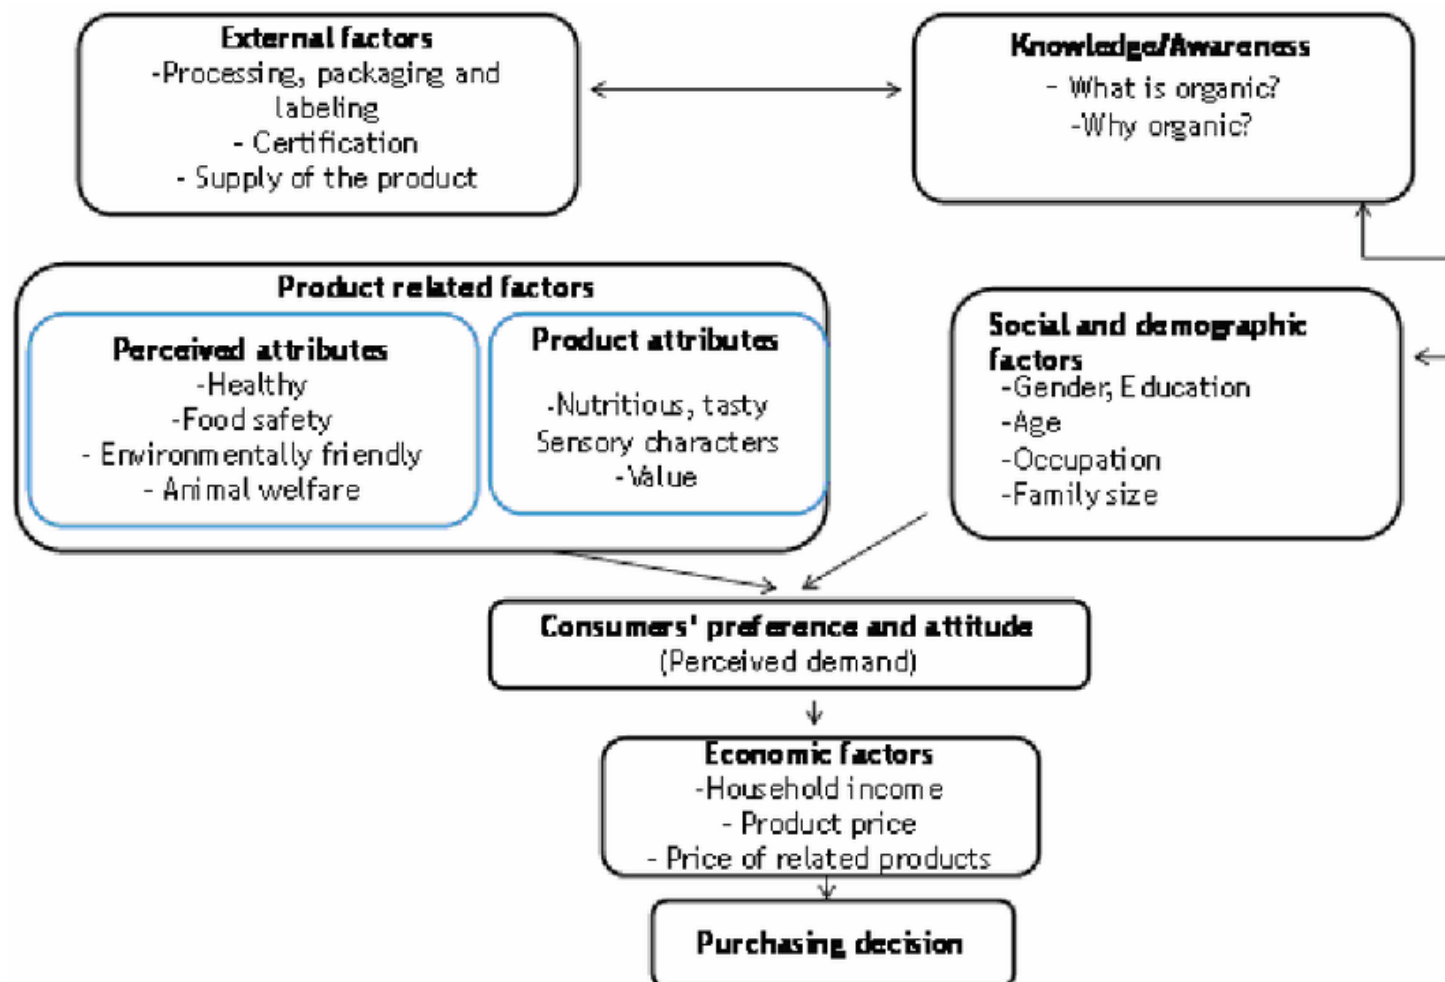 External factors
-Processing, packaging and
labeling
- Certification
- Supply of the product
Knowledge/Awareness
- What is organic?
-Why organic?
Product related factors
Perceived attributes
-Healthy
-Food safety
- Environmentally friendly
- Animal welfare
Product attributes
-Nutritious, tasty
Sensory characters
-Value
Social and demographic
factors
-Gender, Education
-Age
-Occupation
-Family size
Consumers' preference and attitude
(Perceived demand)
Economic factors
-Household income
- Product price
- Price of related products
Purchasing decision